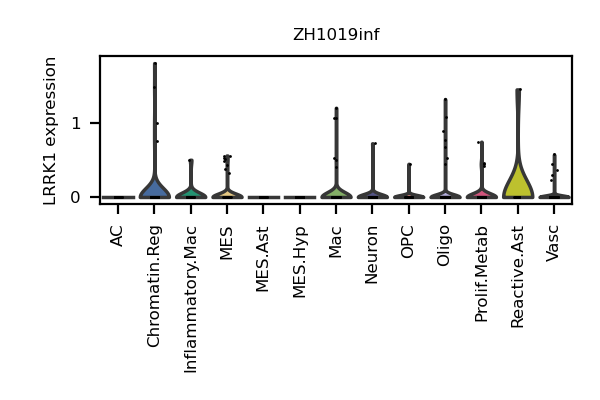 ZH1019inf
LRRK1 expression
1
0
AC
Chromatin.Reg
Inflammatory.Mac
MES
MES.Ast
MES.Hyp
Mac
Neuron
OPC
Oligo
Prolif.Metab
Reactive.Ast
Vasc